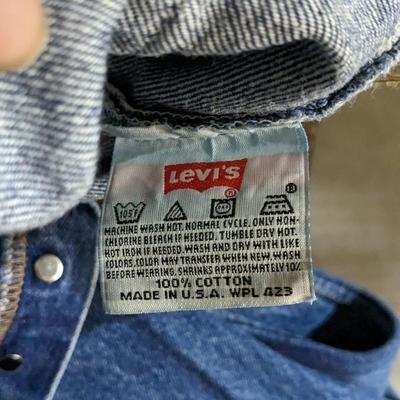 LEVI'S
105F
MACHINE WASH HOT, NORMAL CYCLE. ONLY NON-
CHLORINE BLEACH IF NEEDED. TUMBLE DRY HOT.
HOT IRON IF NEEDED. WASH AND DRY WITH LIKE
COLORS. COLOR MAY TRANSFER WHEN NEW. WASH
BEFORE WEARING. SHRINKS APPROXIMATELY 10%
100% COTTON
MADE IN U.S.A. WPL 423